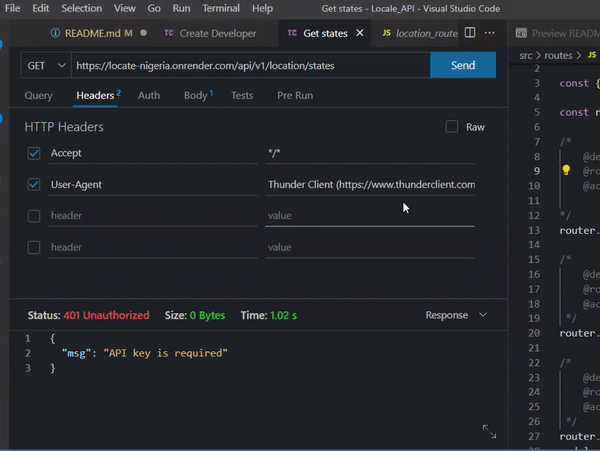 File Edit Selection View Go Run Terminal Help Get states - Locale_API - Visual Studio Code
README.md M TC Create Developer TC Get states JS location_route Preview README
GET https://locate-nigeria.onrender.com/api/v1/location/states Send
src > routes > JS
Query Headers 2 Auth Body 1 Tests Pre Run
HTTP Headers Raw
Accept */*
User-Agent Thunder Client (https://www.thunderclient.com
header value
header value
Status: 401 Unauthorized Size: 0 Bytes Time: 1.02 s Response
1 {
2 "msg": "API key is required"
3 }
2
3 const {
4
5 const r
6
7 /*
8 @de
9 @ro
10 @ac
11
12 */
13 router.
14
15 /*
16 @de
17 @ro
18 @ac
19 */
20 router.
21
22 /*
23 @de
24 @ro
25 @ac
26 */
27 router.